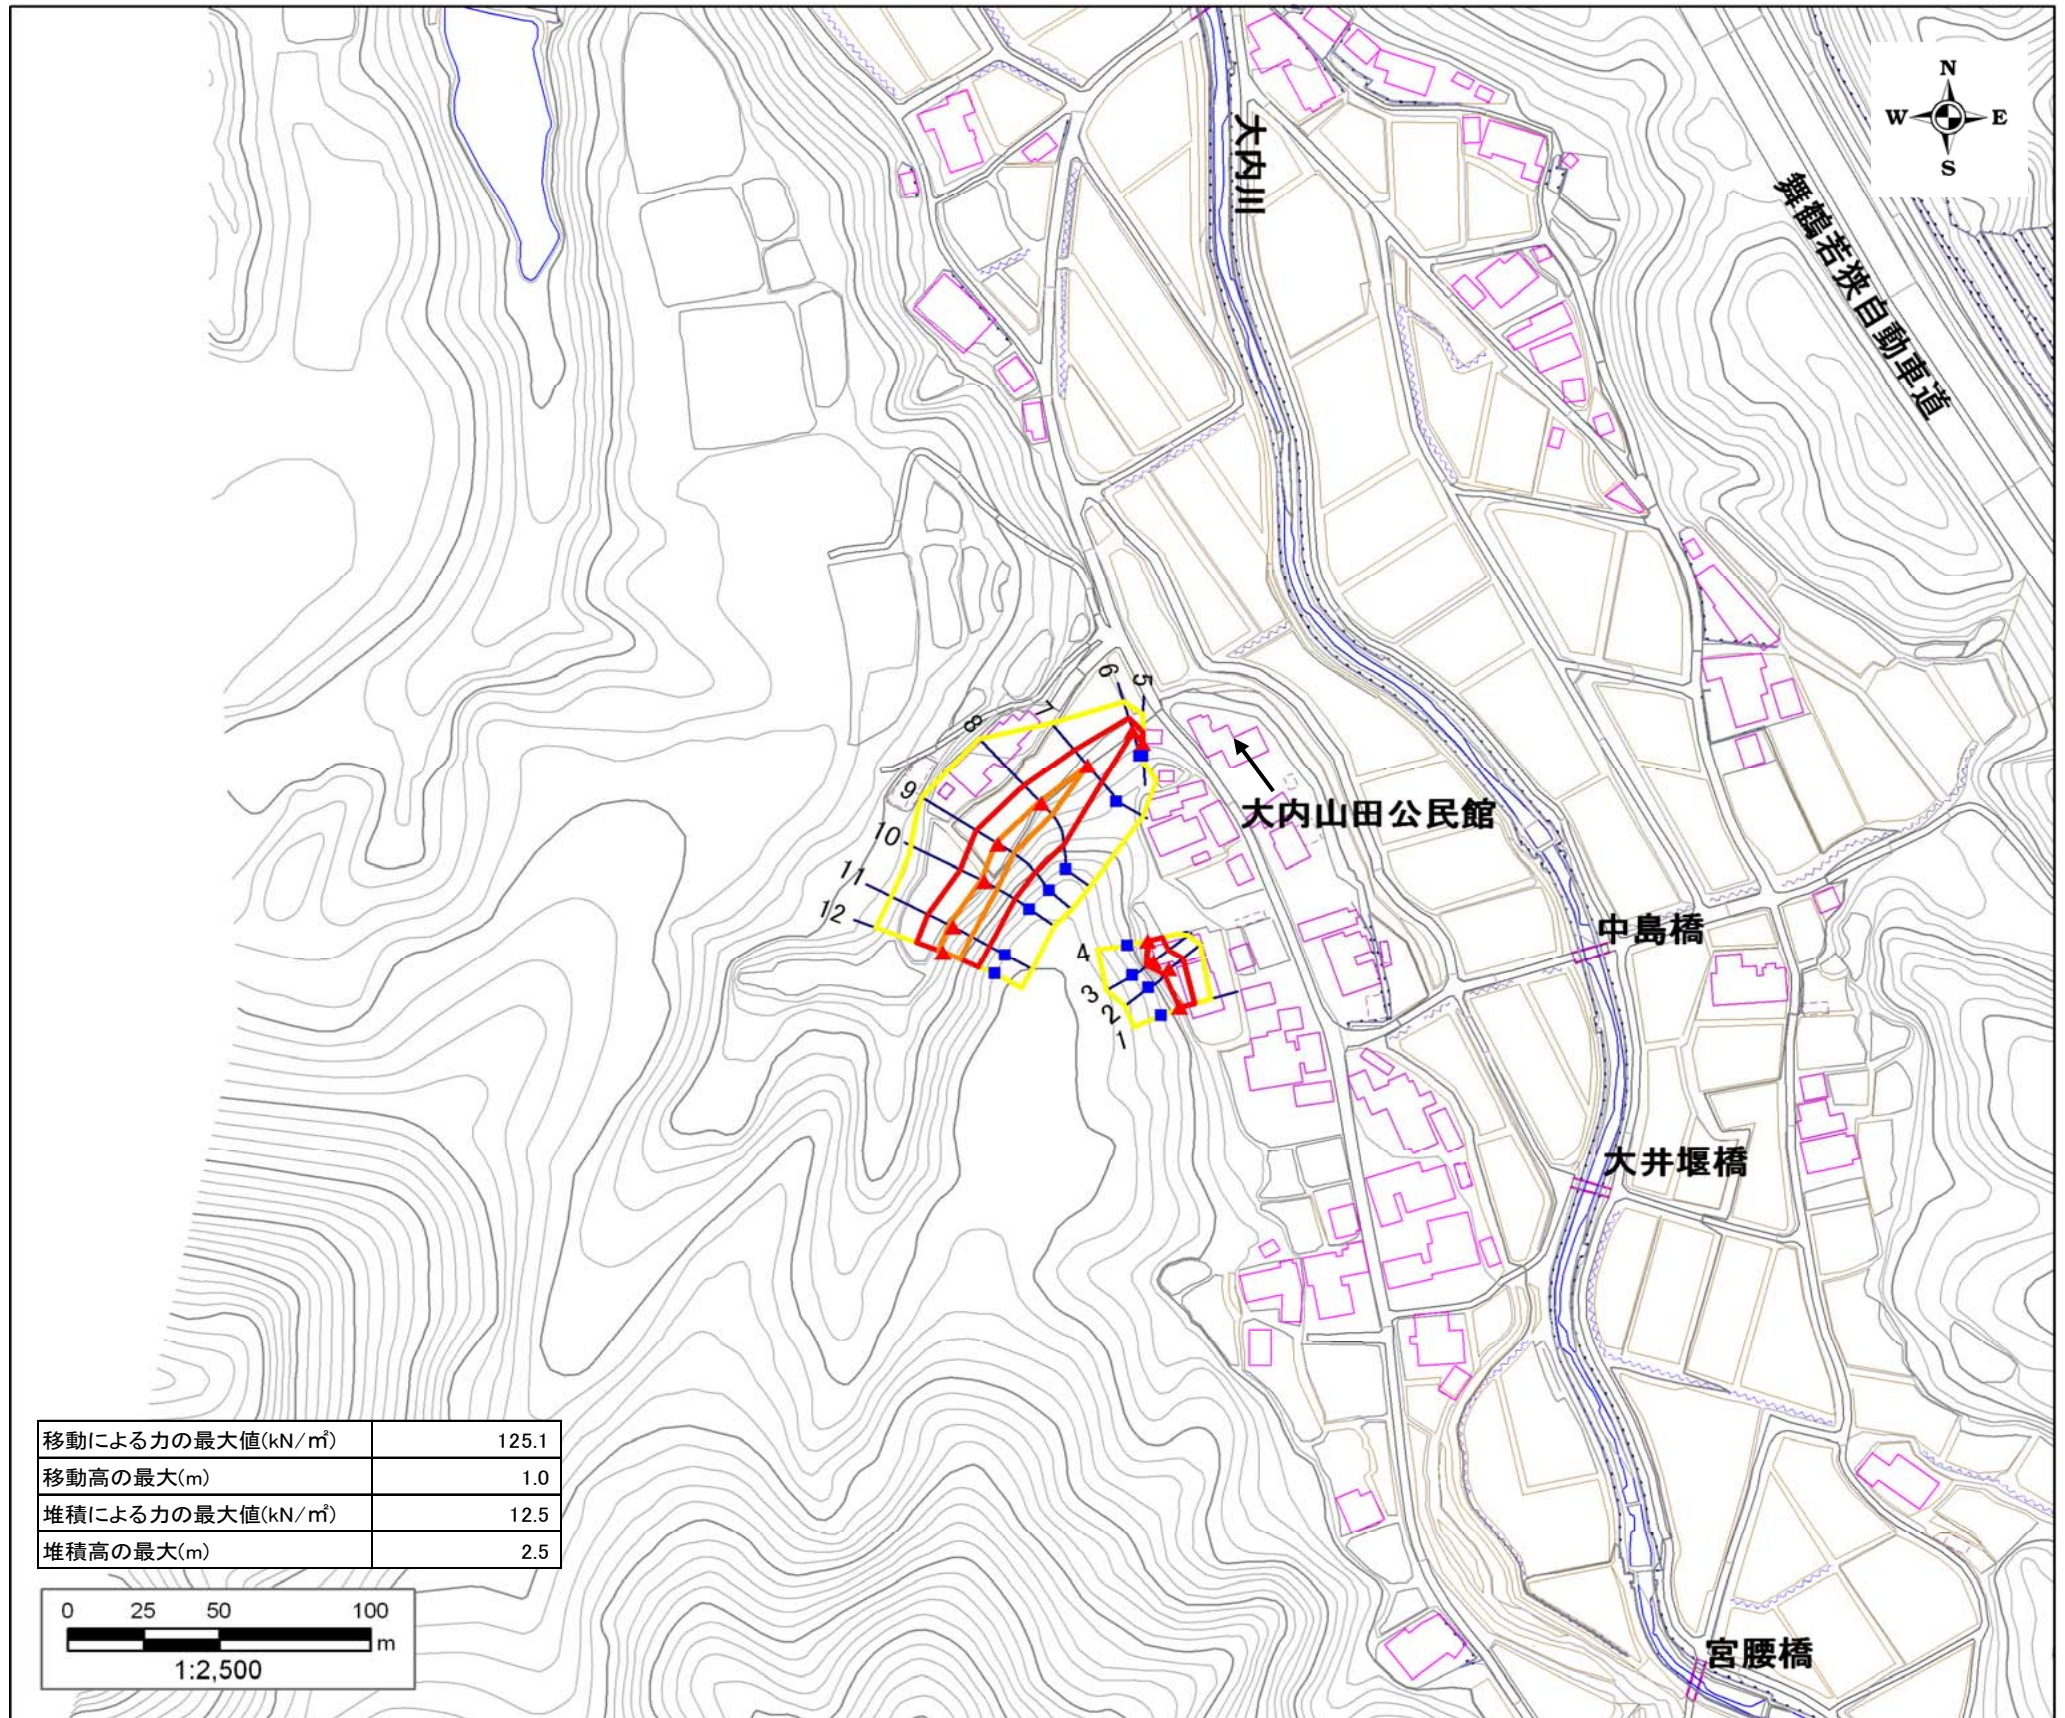 N
W E
S
大内川
舞鶴若狭自動車道
6
5
7
8
9
10
11
12
大内山田公民館
中島橋
4
3
2
1
大井堰橋
移動による力の最大値(kN/㎡) 125.1
移動高の最大(m) 1.0
堆積による力の最大値(kN/㎡) 12.5
堆積高の最大(m) 2.5
0 25 50 100
m
1:2,500
宮腰橋